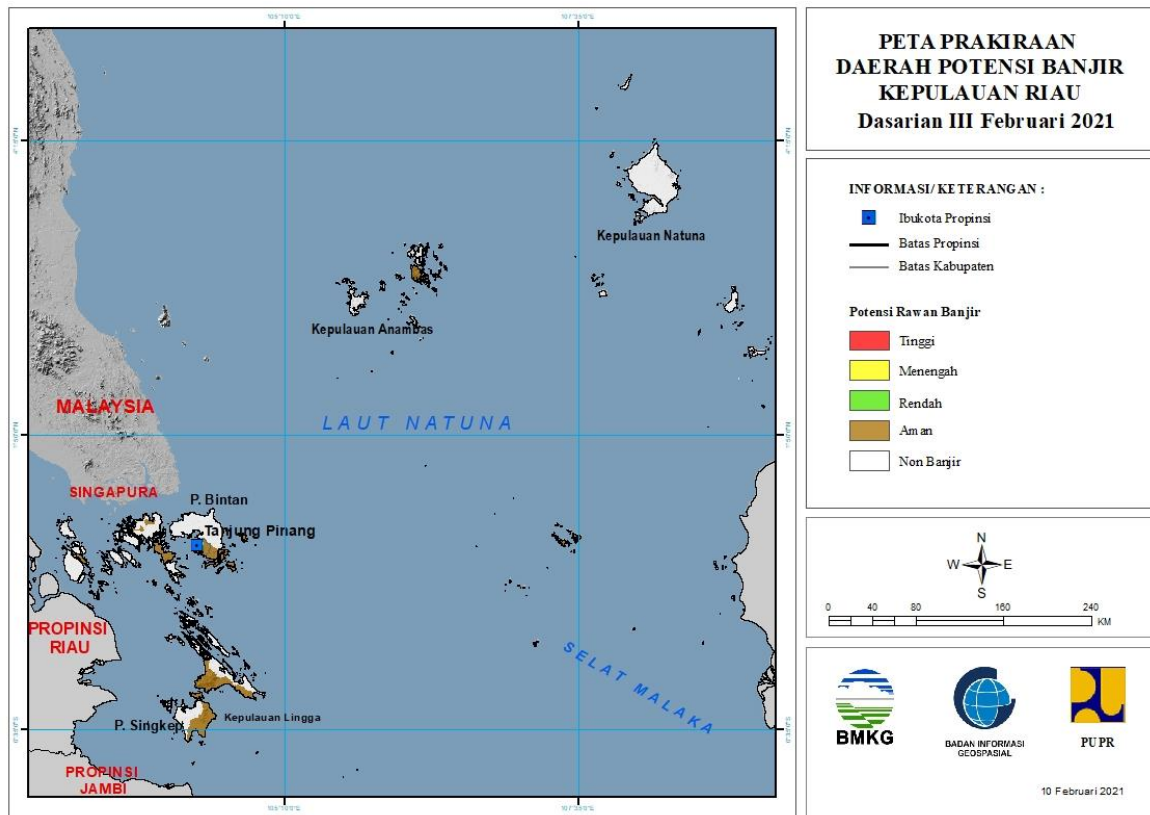 PETA PRAKIRAAN
DAERAH POTENSI BANJIR
KEPULAUAN RIAU
Dasarian III Februari 2021
INFORMASI/KETERANGAN :
Ibukota Propinsi
Batas Propinsi
Batas Kabupaten
Potensi Rawan Banjir
Tinggi
Menengah
Rendah
Aman
Non Banjir
N
W E
S
0 40 80 160 240
KM
BMKG
BADAN INFORMASI
GEOSPASIAL
PUPR
10 Februari 2021
Kepulauan Natuna
Kepulauan Anambas
MALAYSIA
LAUT NATUNA
SINGAPURA
P. Bintan
Tanjung Pinang
PROPINSI
RIAU
SELAT MALAKA
P. Singkep
Kepulauan Lingga
PROPINSI
JAMBI